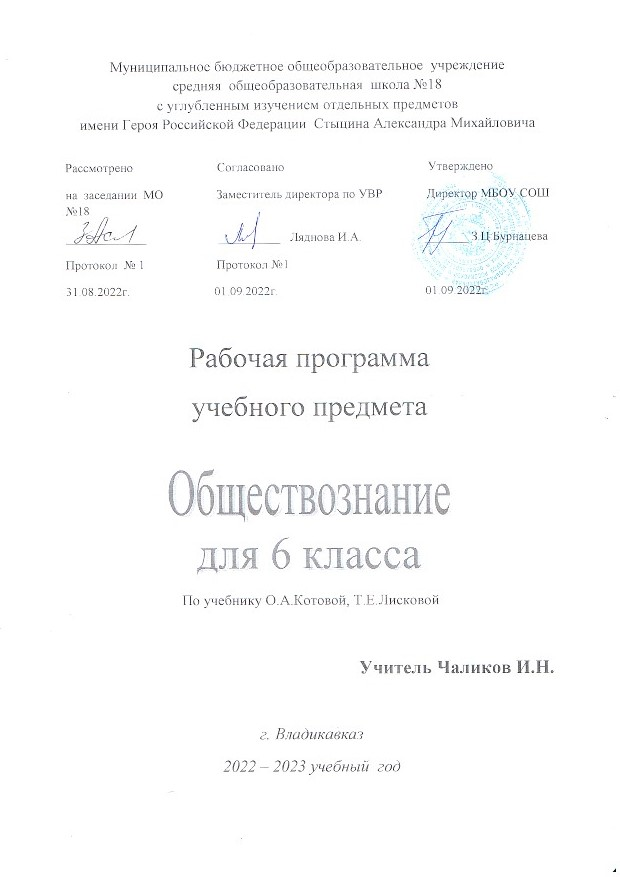 Муниципальное бюджетное общеобразовательное учреждение
средняя общеобразовательная школа №18
с углубленным изучением отдельных предметов
имени Героя Российской Федерации Стыцина Александра Михайловича
Рассмотрено Согласовано Утверждено
на заседании МО Заместитель директора по УВР Директор МБОУ СОШ
№18
Ляднова И.А. З Ц Бурнацева
Протокол № 1 Протокол №1
31.08.2022г. 01.09.2022г. 01.09.2022г.
Рабочая программа
учебного предмета
Обществознание
для 6 класса
По учебнику О.А.Котовой, Т.Е.Лисковой
Учитель Чаликов И.Н.
г. Владикавказ
2022 – 2023 учебный год